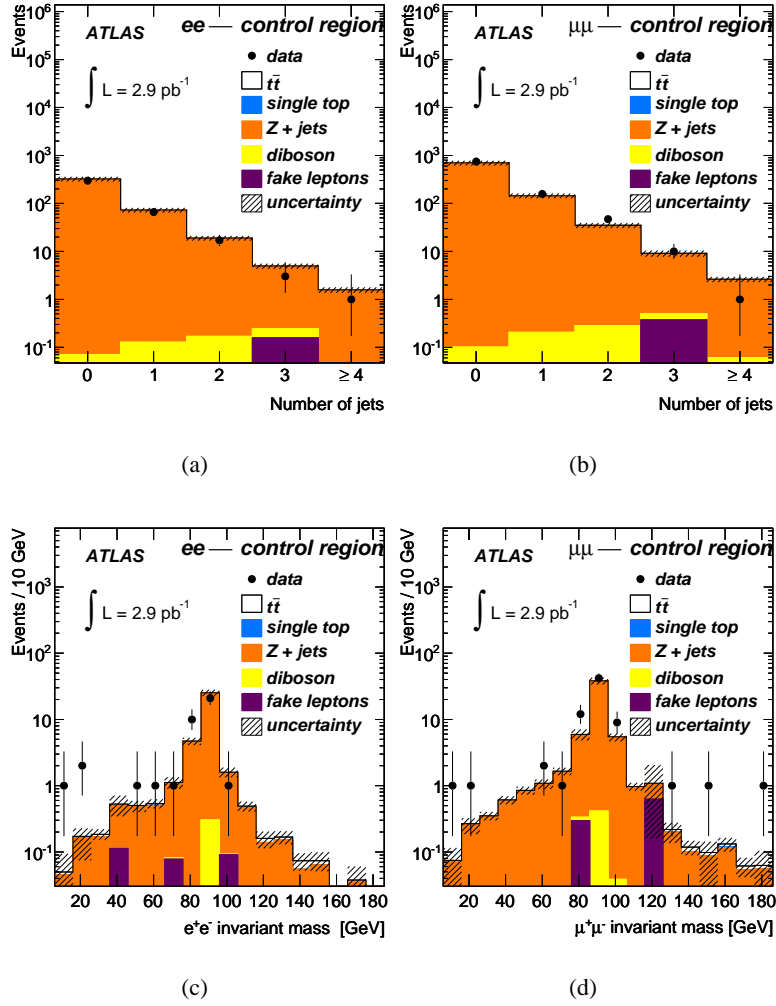 Events
10⁶
10⁵
10⁴
10³
10²
10
1
10⁻¹
ATLAS
ee — control region
∫ L = 2.9 pb⁻¹
data
tt̄
single top
Z + jets
diboson
fake leptons
uncertainty
0 1 2 3 ≥ 4
Number of jets
(a)
Events
10⁶
10⁵
10⁴
10³
10²
10
1
10⁻¹
ATLAS
μμ — control region
∫ L = 2.9 pb⁻¹
data
tt̄
single top
Z + jets
diboson
fake leptons
uncertainty
0 1 2 3 ≥ 4
Number of jets
(b)
Events / 10 GeV
10³
10²
10
1
10⁻¹
ATLAS
ee — control region
∫ L = 2.9 pb⁻¹
data
tt̄
single top
Z + jets
diboson
fake leptons
uncertainty
20 40 60 80 100 120 140 160 180
e⁺e⁻ invariant mass [GeV]
(c)
Events / 10 GeV
10³
10²
10
1
10⁻¹
ATLAS
μμ — control region
∫ L = 2.9 pb⁻¹
data
tt̄
single top
Z + jets
diboson
fake leptons
uncertainty
20 40 60 80 100 120 140 160 180
μ⁺μ⁻ invariant mass [GeV]
(d)